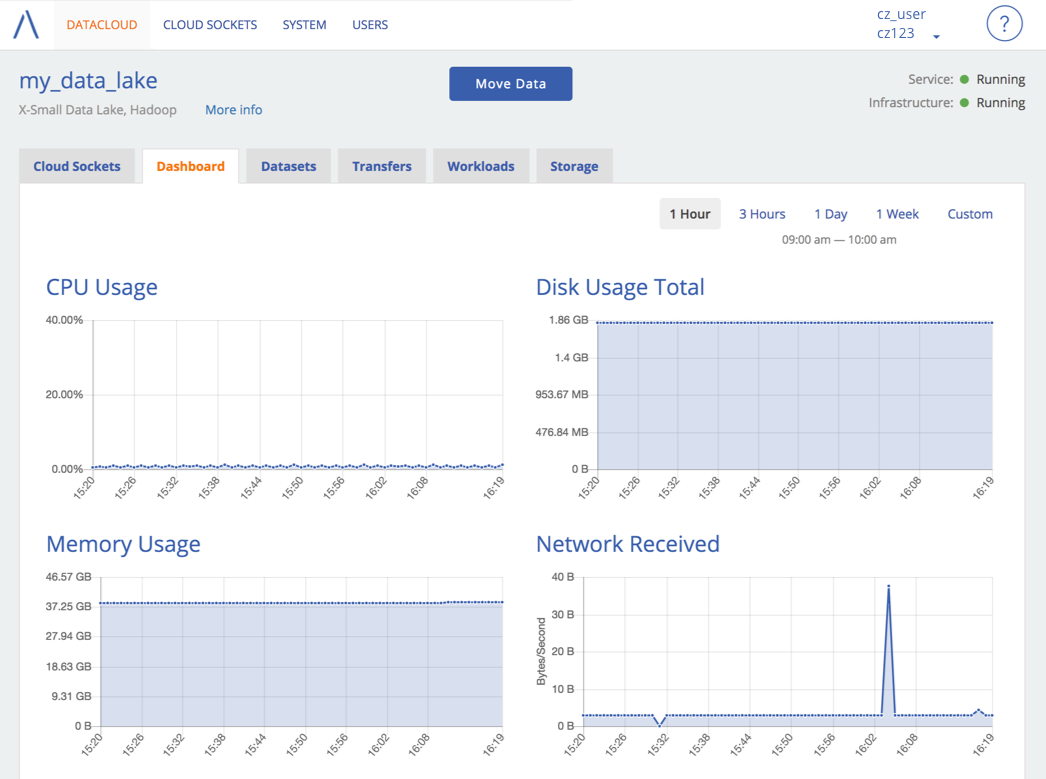 DATACLOUD CLOUD SOCKETS SYSTEM USERS
cz_user
cz123
?
my_data_lake
Move Data
Service: Running
X-Small Data Lake, Hadoop More info
Infrastructure: Running
Cloud Sockets Dashboard Datasets Transfers Workloads Storage
1 Hour 3 Hours 1 Day 1 Week Custom
09:00 am — 10:00 am
CPU Usage
40.00%
20.00%
0.00%
15:20 15:26 15:32 15:38 15:44 15:50 15:56 16:02 16:08 16:19
Disk Usage Total
1.86 GB
1.4 GB
953.67 MB
476.84 MB
0 B
15:20 15:26 15:32 15:38 15:44 15:50 15:56 16:02 16:08 16:19
Memory Usage
46.57 GB
37.25 GB
27.94 GB
18.63 GB
9.31 GB
0 B
15:20 15:26 15:32 15:38 15:44 15:50 15:56 16:02 16:08 16:19
Network Received
Bytes/Second
40 B
30 B
20 B
10 B
0 B
15:20 15:26 15:32 15:38 15:44 15:50 15:56 16:02 16:08 16:19